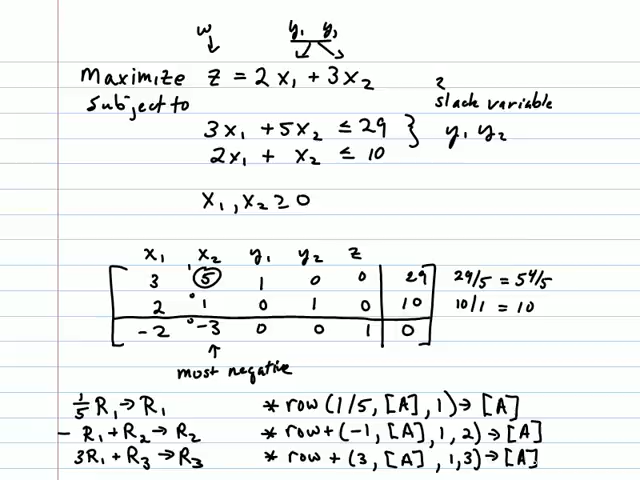 w y₁ y₂
Maximize z = 2x₁ + 3x₂
Subject to
2
slack variable
3x₁ + 5x₂ ≤ 29 } y₁ y₂
2x₁ + x₂ ≤ 10
x₁, x₂ ≥ 0
x₁ x₂ y₁ y₂ z
3 5 1 0 0 29 29/5 = 5 4/5
2 1 0 1 0 10 10/1 = 10
-2 -3 0 0 1 0
↑
most negative
1/5 R₁ → R₁ * row(1/5, [A], 1) → [A]
- R₁ + R₂ → R₂ * row+(-1, [A], 1, 2) → [A]
3R₁ + R₃ → R₃ * row+(3, [A], 1, 3) → [A]